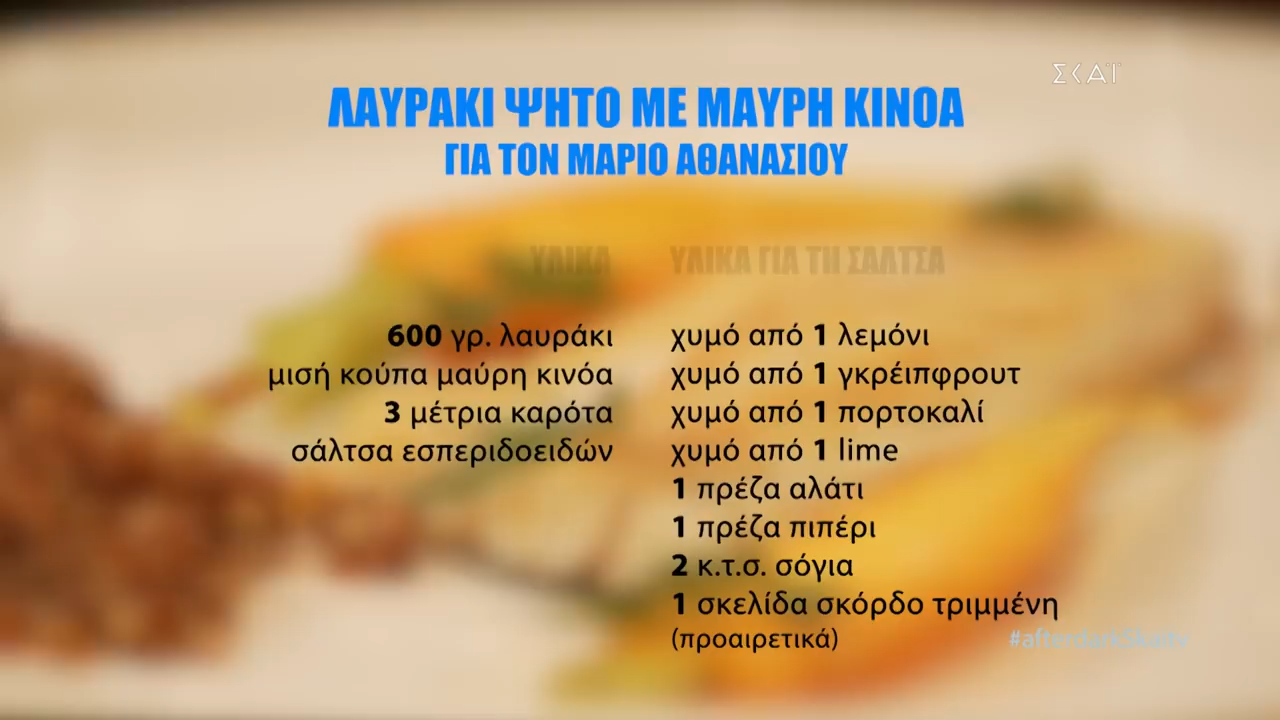 ΣΚΑΪ
ΛΑΥΡΑΚΙ ΨΗΤΟ ΜΕ ΜΑΥΡΗ ΚΙΝΟΑ
ΓΙΑ ΤΟΝ ΜΑΡΙΟ ΑΘΑΝΑΣΙΟΥ
ΥΛΙΚΑ
600 γρ. λαυράκι
μισή κούπα μαύρη κινόα
3 μέτρια καρότα
σάλτσα εσπεριδοειδών
ΥΛΙΚΑ ΓΙΑ ΤΗ ΣΑΛΤΣΑ
χυμό από 1 λεμόνι
χυμό από 1 γκρέιπφρουτ
χυμό από 1 πορτοκαλί
χυμό από 1 lime
1 πρέζα αλάτι
1 πρέζα πιπέρι
2 κ.τ.σ. σόγια
1 σκελίδα σκόρδο τριμμένη
(προαιρετικά)
#afterdarkSkaitv